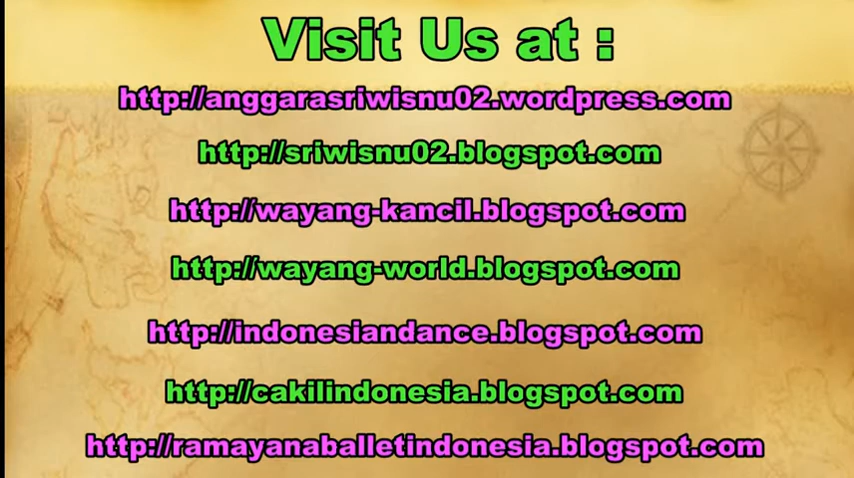 Visit Us at :
http://anggarasriwisnu02.wordpress.com
http://sriwisnu02.blogspot.com
http://wayang-kancil.blogspot.com
http://wayang-world.blogspot.com
http://indonesiandance.blogspot.com
http://cakilindonesia.blogspot.com
http://ramayanaballetindonesia.blogspot.com